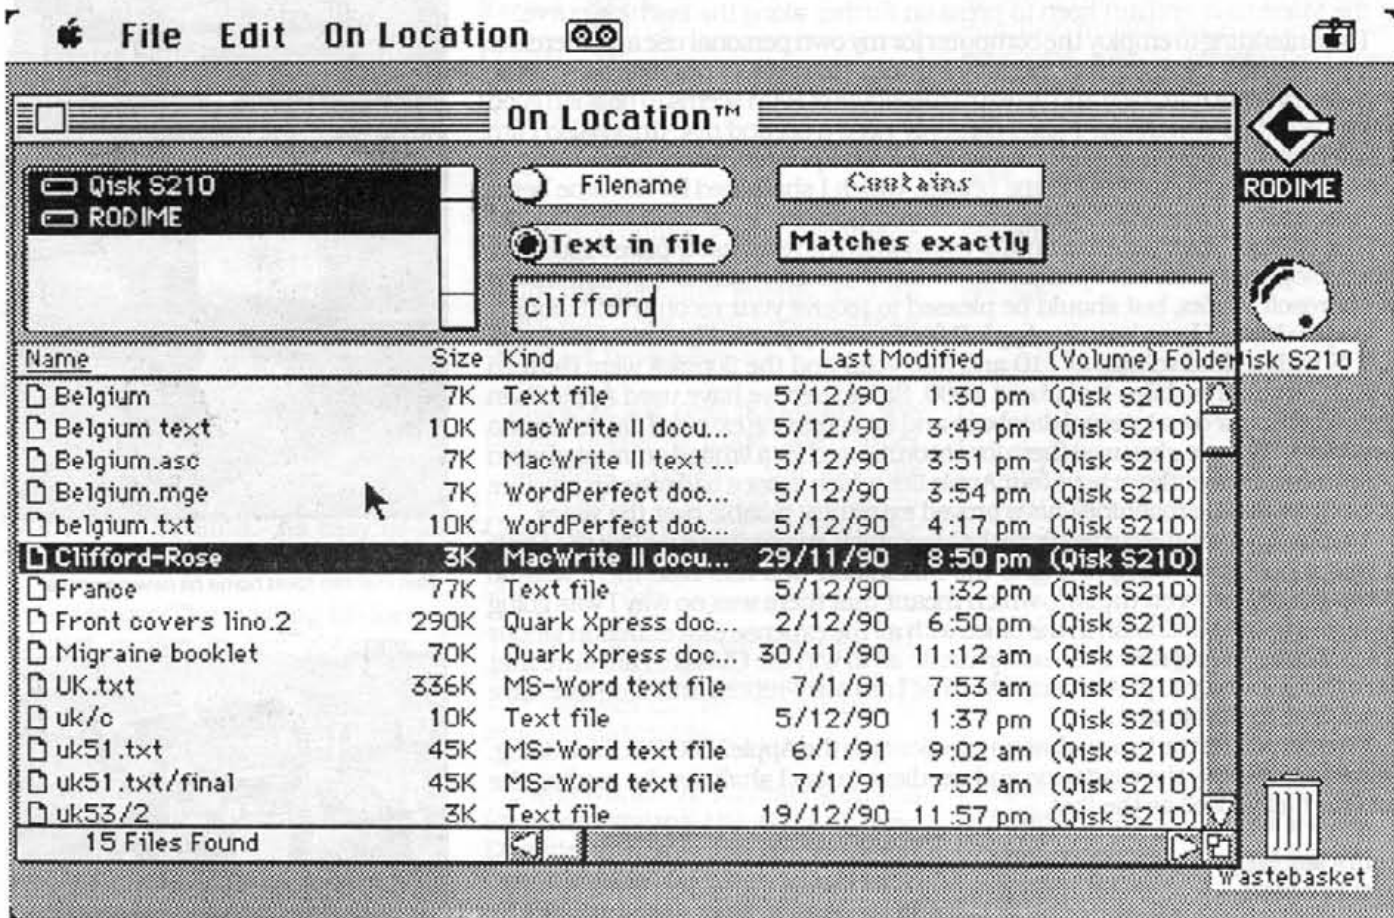 File Edit On Location
On Location™
Qisk S210
RODIME
Filename
Contains
Text in file
Matches exactly
clifford
RODIME
Qisk S210
Name Size Kind Last Modified (Volume) Folder
Belgium 7K Text file 5/12/90 1:30 pm (Qisk S210)
Belgium text 10K MacWrite II docu... 5/12/90 3:49 pm (Qisk S210)
Belgium.asc 7K MacWrite II text ... 5/12/90 3:51 pm (Qisk S210)
Belgium.mge 7K WordPerfect doc... 5/12/90 3:54 pm (Qisk S210)
belgium.txt 10K WordPerfect doc... 5/12/90 4:17 pm (Qisk S210)
Clifford-Rose 3K MacWrite II docu... 29/11/90 8:50 pm (Qisk S210)
France 77K Text file 5/12/90 1:32 pm (Qisk S210)
Front covers lino.2 290K Quark Xpress doc... 2/12/90 6:50 pm (Qisk S210)
Migraine booklet 70K Quark Xpress doc... 30/11/90 11:12 am (Qisk S210)
UK.txt 336K MS-Word text file 7/1/91 7:53 am (Qisk S210)
uk/c 10K Text file 5/12/90 1:37 pm (Qisk S210)
uk51.txt 45K MS-Word text file 6/1/91 9:02 am (Qisk S210)
uk51.txt/final 45K MS-Word text file 7/1/91 1:52 am (Qisk S210)
uk53/2 3K Text file 19/12/90 11:57 pm (Qisk S210)
15 Files Found
Wastebasket